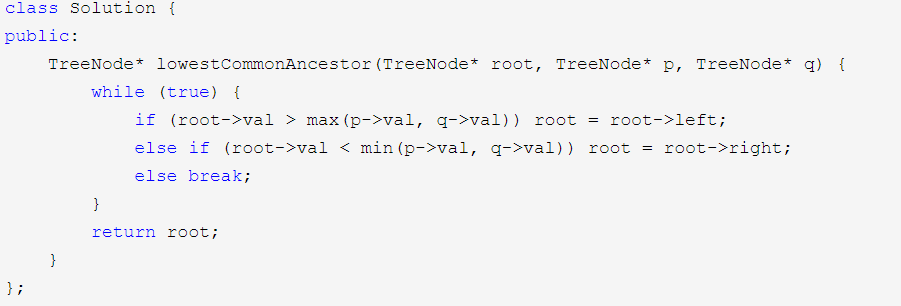 class Solution {
public:
    TreeNode* lowestCommonAncestor(TreeNode* root, TreeNode* p, TreeNode* q) {
        while (true) {
            if (root->val > max(p->val, q->val)) root = root->left;
            else if (root->val < min(p->val, q->val)) root = root->right;
            else break;
        }
        return root;
    }
};